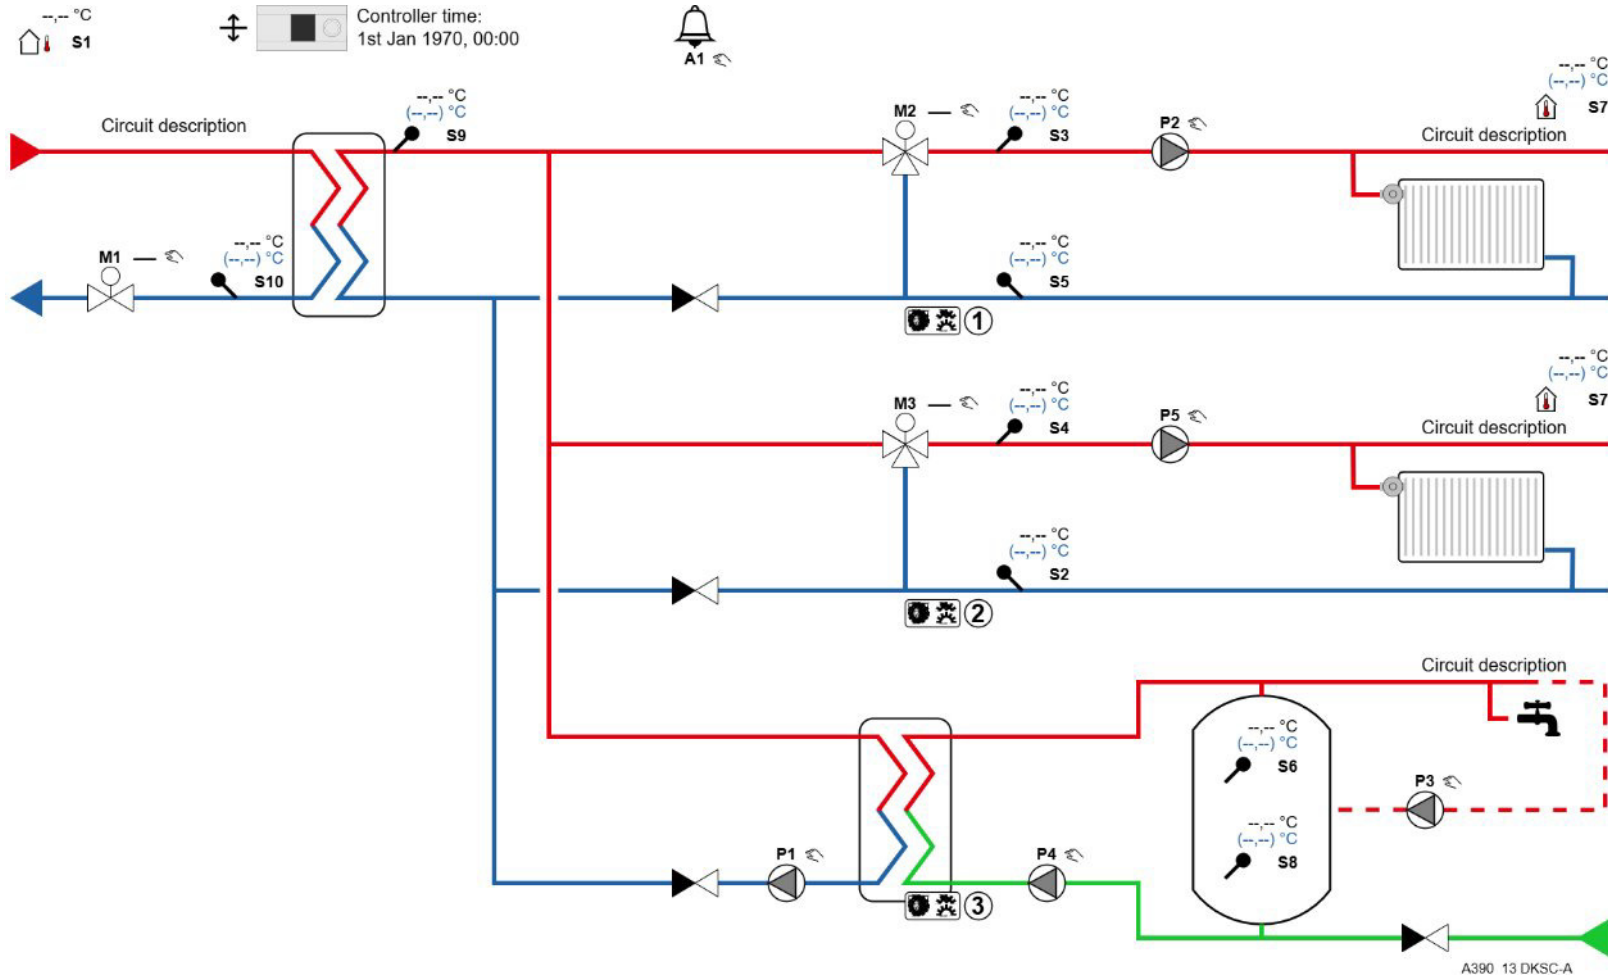 --,-- °C
S1
Controller time:
1st Jan 1970, 00:00
A1
--,-- °C
(--,--) °C
S7
Circuit description
--,-- °C
(--,--) °C
S9
M2
--,-- °C
(--,--) °C
S3
P2
Circuit description
M1
--,-- °C
(--,--) °C
S10
--,-- °C
(--,--) °C
S5
1
--,-- °C
(--,--) °C
S7
M3
--,-- °C
(--,--) °C
S4
P5
Circuit description
--,-- °C
(--,--) °C
S2
2
Circuit description
--,-- °C
(--,--) °C
S6
P3
--,-- °C
(--,--) °C
S8
P1
P4
3
A390_13 DKSC-A